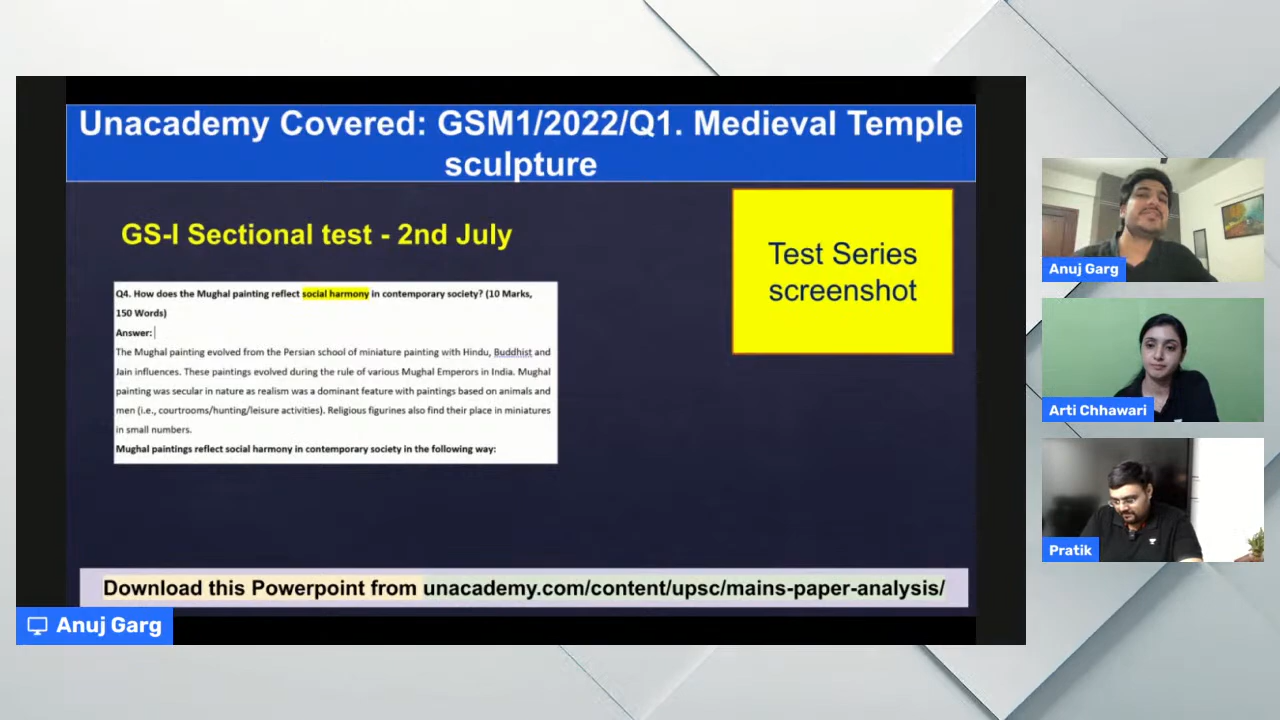 Unacademy Covered: GSM1/2022/Q1. Medieval Temple
sculpture
GS-I Sectional test - 2nd July
Test Series
screenshot
Q4. How does the Mughal painting reflect social harmony in contemporary society? (10 Marks,
150 Words)
Answer:
The Mughal painting evolved from the Persian school of miniature painting with Hindu, Buddhist and
Jain influences. These paintings evolved during the rule of various Mughal Emperors in India. Mughal
painting was secular in nature as realism was a dominant feature with paintings based on animals and
men (i.e., courtrooms/hunting/leisure activities). Religious figurines also find their place in miniatures
in small numbers.
Mughal paintings reflect social harmony in contemporary society in the following way:
Download this Powerpoint from unacademy.com/content/upsc/mains-paper-analysis/
Anuj Garg
Anuj Garg
Arti Chhawari
Pratik